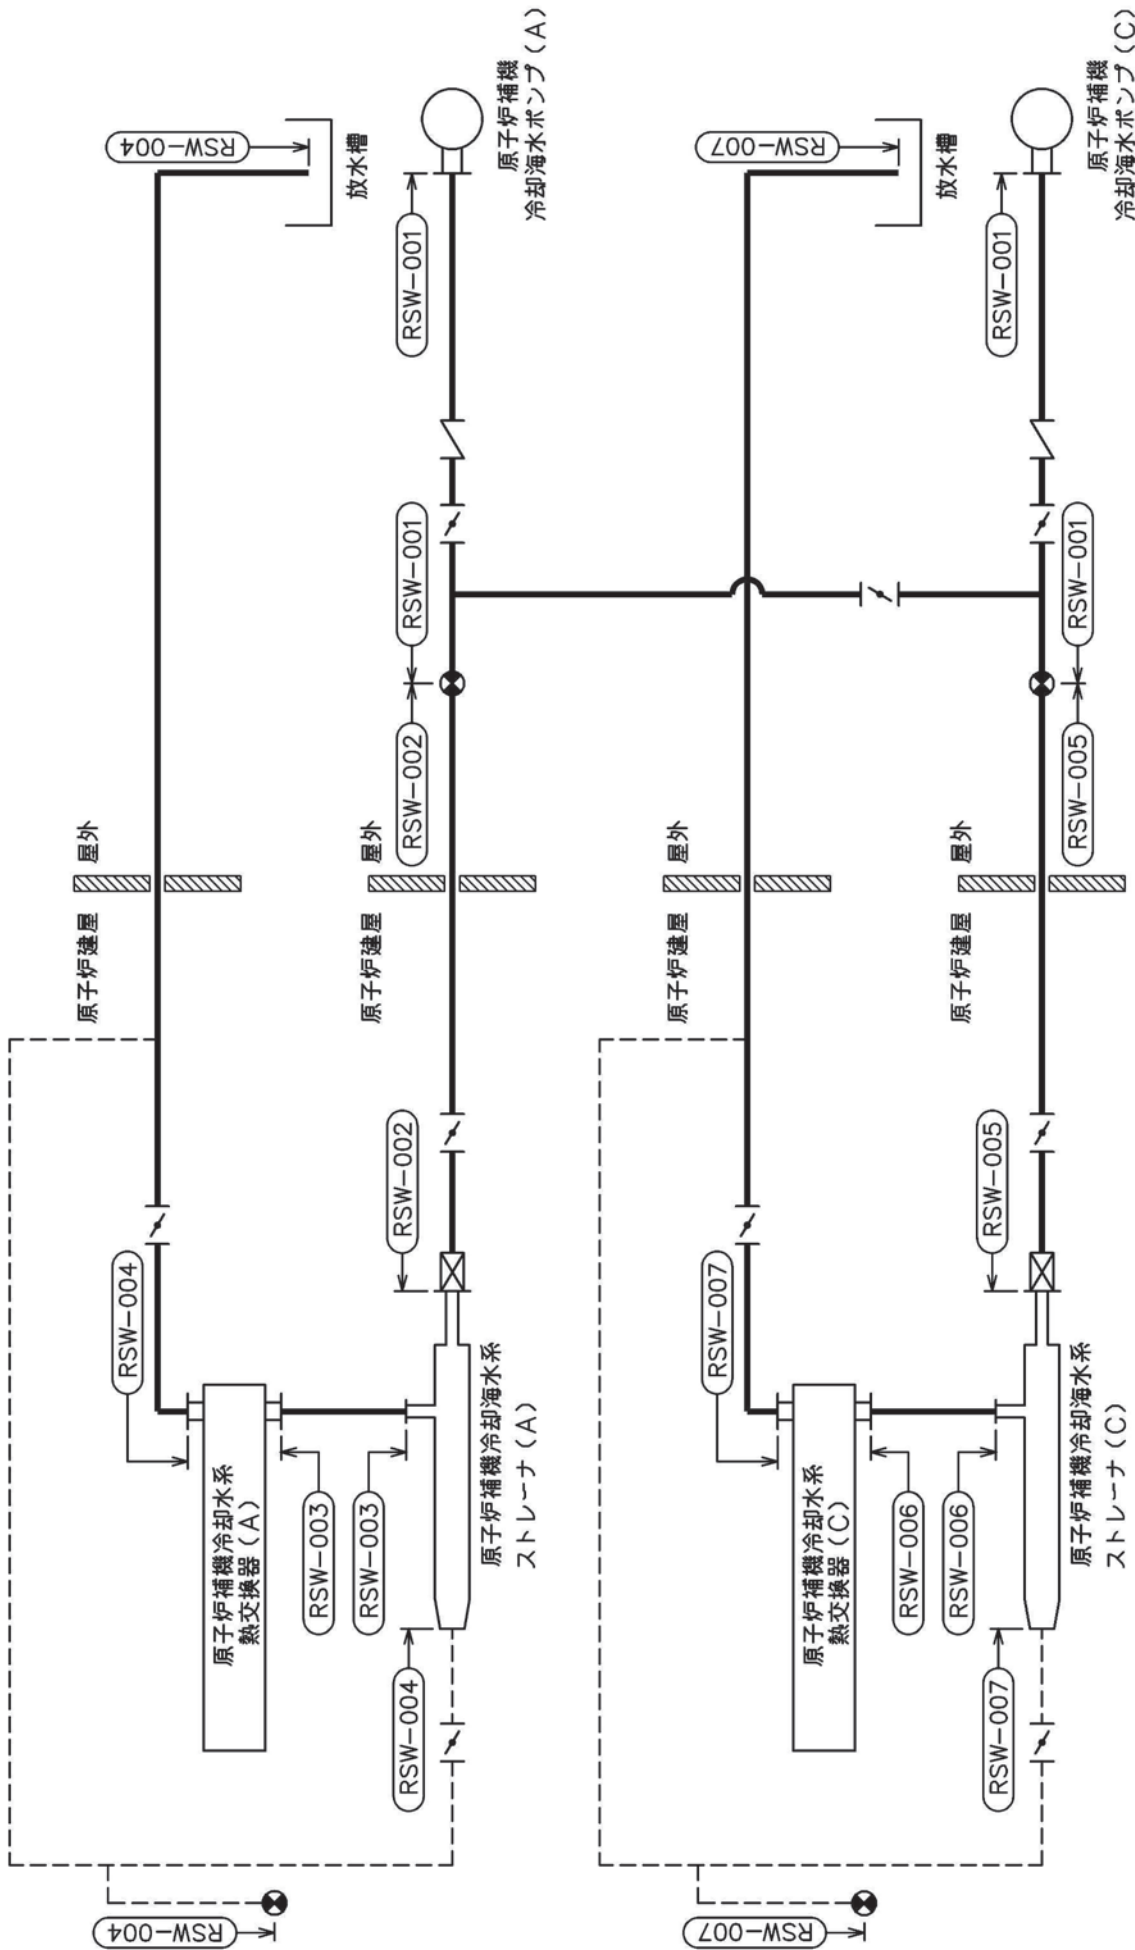 RSW-004
放水槽
原子炉補機
冷却海水ポンプ（A）
RSW-001
RSW-001
RSW-002
屋外
原子炉建屋
屋外
原子炉建屋
RSW-002
RSW-004
原子炉補機冷却水系
熱交換器（A）
RSW-003
RSW-003
原子炉補機冷却海水系
ストレーナ（A）
RSW-004
RSW-004
RSW-007
放水槽
原子炉補機
冷却海水ポンプ（C）
RSW-001
RSW-001
RSW-005
屋外
原子炉建屋
屋外
原子炉建屋
RSW-005
RSW-007
原子炉補機冷却水系
熱交換器（C）
RSW-006
RSW-006
原子炉補機冷却海水系
ストレーナ（C）
RSW-007
RSW-007